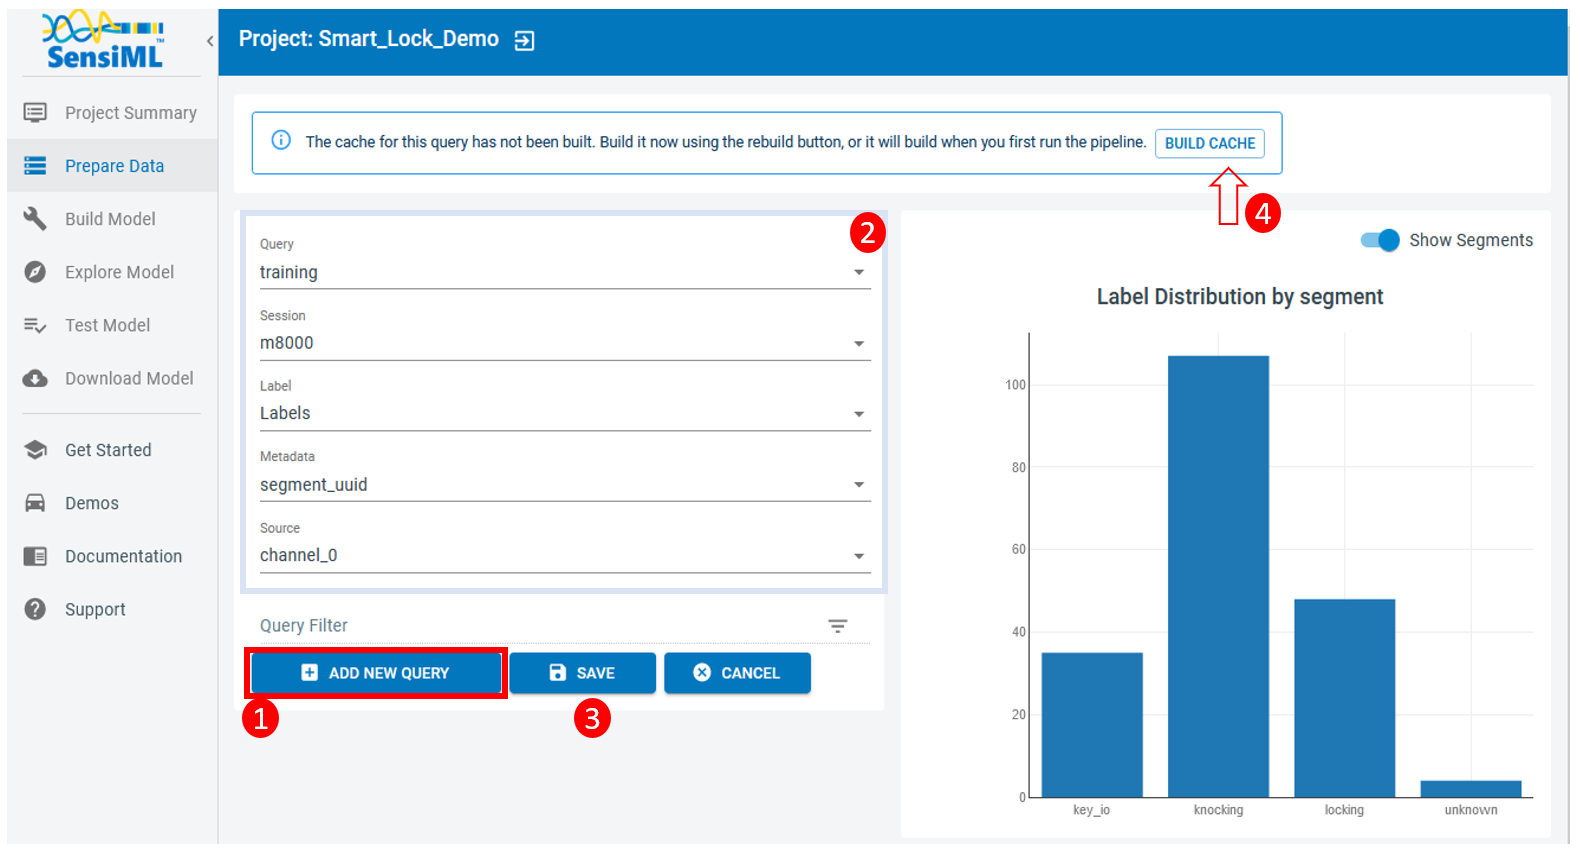 SensiML™
Project Summary
Prepare Data
Build Model
Explore Model
Test Model
Download Model
Get Started
Demos
Documentation
Support
Project: Smart_Lock_Demo
The cache for this query has not been built. Build it now using the rebuild button, or it will build when you first run the pipeline. BUILD CACHE
4
2
Query
training
Session
m8000
Label
Labels
Metadata
segment_uuid
Source
channel_0
Query Filter
ADD NEW QUERY SAVE CANCEL
1 3
Show Segments
Label Distribution by segment
100
80
60
40
20
0
key_io knocking locking unknown